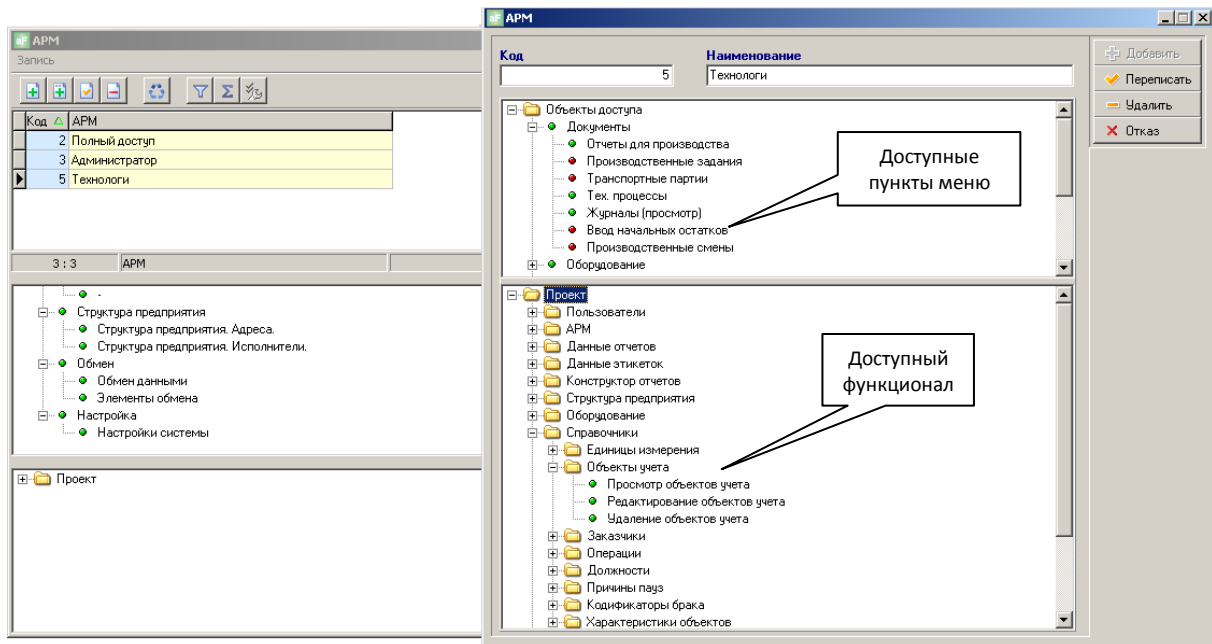 АРМ
Запись
Код АРМ
2 Полный доступ
3 Администратор
5 Технологи
3 : 3 АРМ
-
Структура предприятия
Структура предприятия. Адреса.
Структура предприятия. Исполнители.
Обмен
Обмен данными
Элементы обмена
Настройка
Настройки системы
Проект
АРМ
Код Наименование
5 Технологи
Добавить
Переписать
Удалить
Отказ
Объекты доступа
Документы
Отчеты для производства
Производственные задания
Транспортные партии
Тех. процессы
Журналы (просмотр)
Ввод начальных остатков
Производственные смены
Оборудование
Доступные
пункты меню
Проект
Пользователи
АРМ
Данные отчетов
Данные этикеток
Конструктор отчетов
Структура предприятия
Оборудование
Справочники
Единицы измерения
Объекты учета
Просмотр объектов учета
Редактирование объектов учета
Удаление объектов учета
Заказчики
Операции
Должности
Причины пауз
Кодификаторы брака
Характеристики объектов
Доступный
функционал